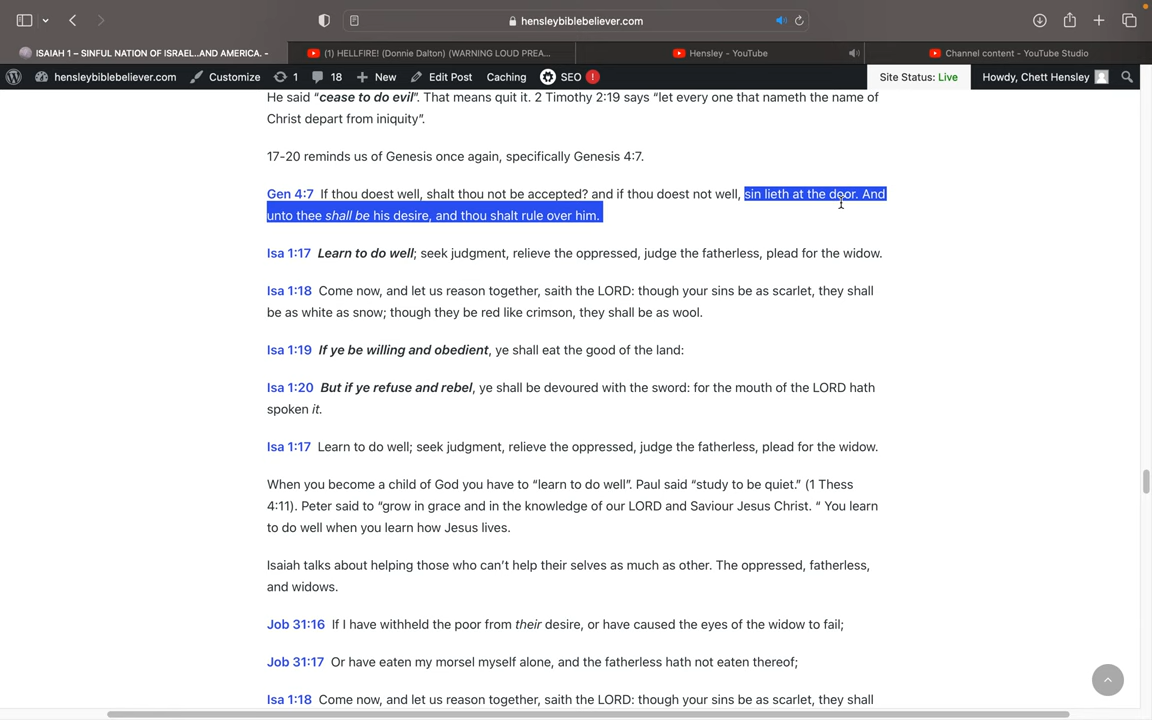 hensleybiblebeliever.com
ISAIAH 1 – SINFUL NATION OF ISRAEL..AND AMERICA. -
(1) HELLFIRE! (Donnie Dalton) (WARNING LOUD PREA...
Hensley - YouTube
Channel content - YouTube Studio
hensleybiblebeliever.com Customize 1 18 New Edit Post Caching SEO ! Site Status: Live Howdy, Chett Hensley
He said “cease to do evil”. That means quit it. 2 Timothy 2:19 says “let every one that nameth the name of
Christ depart from iniquity”.
17-20 reminds us of Genesis once again, specifically Genesis 4:7.
Gen 4:7 If thou doest well, shalt thou not be accepted? and if thou doest not well, sin lieth at the door. And
unto thee shall be his desire, and thou shalt rule over him.
Isa 1:17 Learn to do well; seek judgment, relieve the oppressed, judge the fatherless, plead for the widow.
Isa 1:18 Come now, and let us reason together, saith the LORD: though your sins be as scarlet, they shall
be as white as snow; though they be red like crimson, they shall be as wool.
Isa 1:19 If ye be willing and obedient, ye shall eat the good of the land:
Isa 1:20 But if ye refuse and rebel, ye shall be devoured with the sword: for the mouth of the LORD hath
spoken it.
Isa 1:17 Learn to do well; seek judgment, relieve the oppressed, judge the fatherless, plead for the widow.
When you become a child of God you have to “learn to do well”. Paul said “study to be quiet.” (1 Thess
4:11). Peter said to “grow in grace and in the knowledge of our LORD and Saviour Jesus Christ. “ You learn
to do well when you learn how Jesus lives.
Isaiah talks about helping those who can’t help their selves as much as other. The oppressed, fatherless,
and widows.
Job 31:16 If I have withheld the poor from their desire, or have caused the eyes of the widow to fail;
Job 31:17 Or have eaten my morsel myself alone, and the fatherless hath not eaten thereof;
Isa 1:18 Come now, and let us reason together, saith the LORD: though your sins be as scarlet, they shall